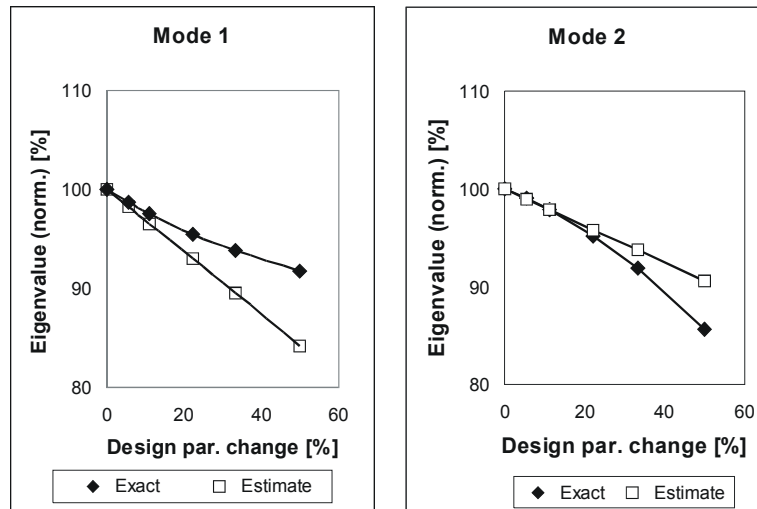 Mode 1
110
100
90
80
Eigenvalue (norm.) [%]
0 20 40 60
Design par. change [%]
Exact Estimate
Mode 2
110
100
90
80
Eigenvalue (norm.) [%]
0 20 40 60
Design par. change [%]
Exact Estimate